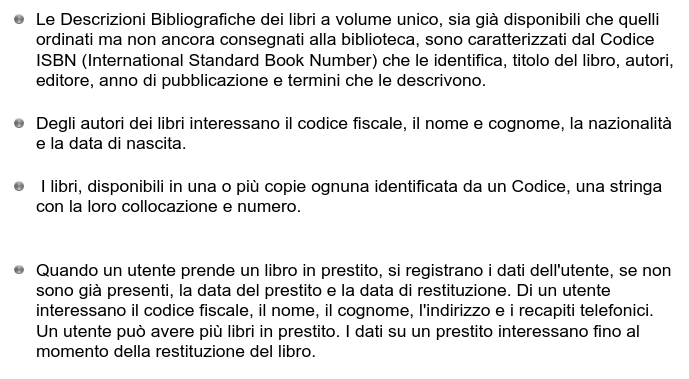 Le Descrizioni Bibliografiche dei libri a volume unico, sia già disponibili che quelli
ordinati ma non ancora consegnati alla biblioteca, sono caratterizzati dal Codice
ISBN (International Standard Book Number) che le identifica, titolo del libro, autori,
editore, anno di pubblicazione e termini che le descrivono.
Degli autori dei libri interessano il codice fiscale, il nome e cognome, la nazionalità
e la data di nascita.
I libri, disponibili in una o più copie ognuna identificata da un Codice, una stringa
con la loro collocazione e numero.
Quando un utente prende un libro in prestito, si registrano i dati dell'utente, se non
sono già presenti, la data del prestito e la data di restituzione. Di un utente
interessano il codice fiscale, il nome, il cognome, l'indirizzo e i recapiti telefonici.
Un utente può avere più libri in prestito. I dati su un prestito interessano fino al
momento della restituzione del libro.